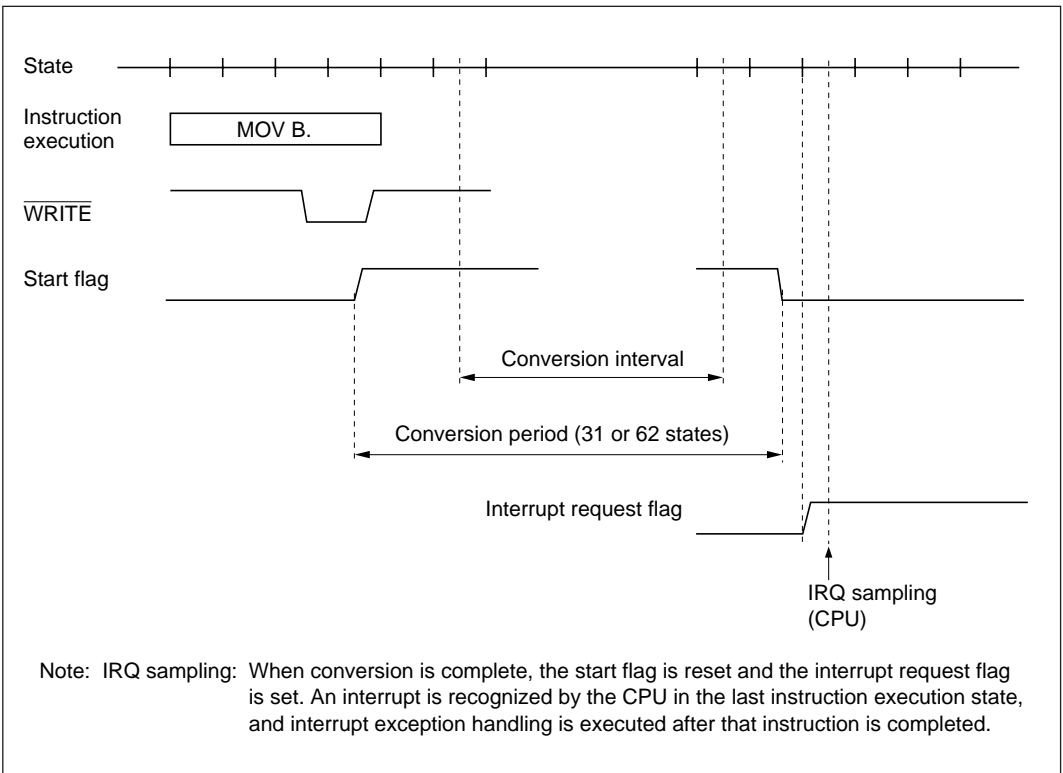 State
Instruction
execution
MOV B.
WRITE
Start flag
Conversion interval
Conversion period (31 or 62 states)
Interrupt request flag
IRQ sampling
(CPU)
Note: IRQ sampling: When conversion is complete, the start flag is reset and the interrupt request flag
is set. An interrupt is recognized by the CPU in the last instruction execution state,
and interrupt exception handling is executed after that instruction is completed.